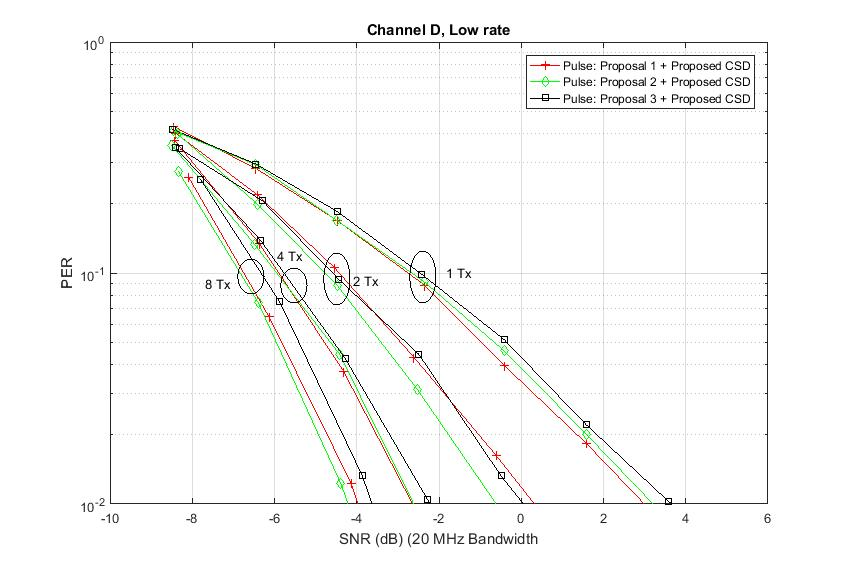 Channel D, Low rate
10^0
Pulse: Proposal 1 + Proposed CSD
Pulse: Proposal 2 + Proposed CSD
Pulse: Proposal 3 + Proposed CSD
PER
10^-1
8 Tx
4 Tx
2 Tx
1 Tx
10^-2
-10 -8 -6 -4 -2 0 2 4 6
SNR (dB) (20 MHz Bandwidth